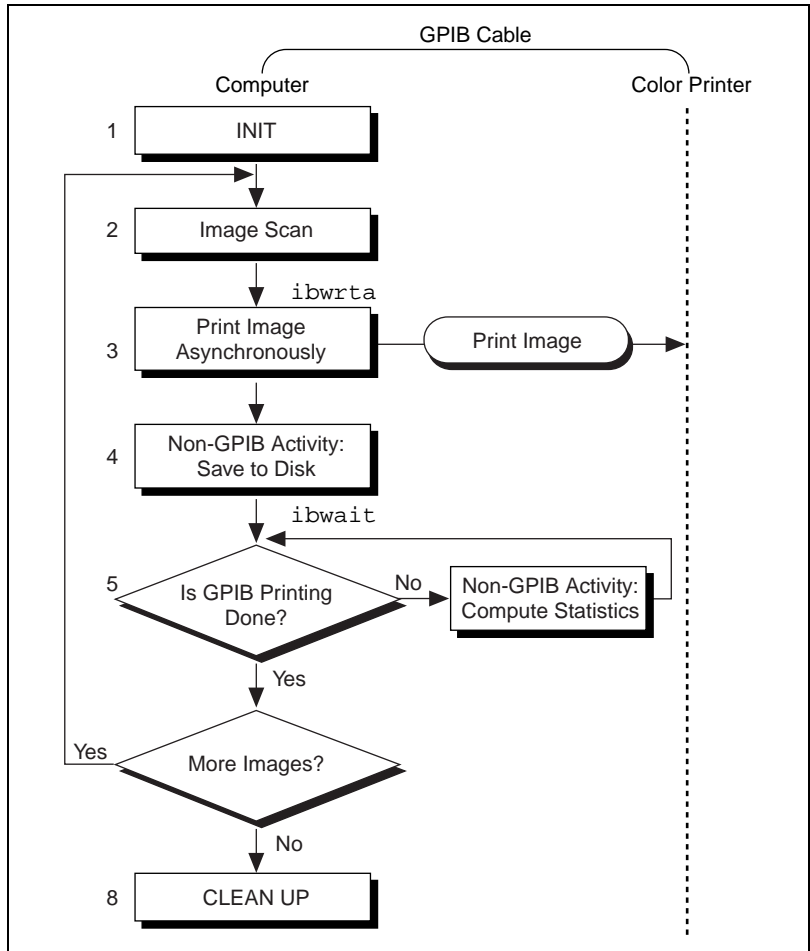 GPIB Cable
Computer
Color Printer
1
INIT
2
Image Scan
ibwrta
3
Print Image
Asynchronously
Print Image
4
Non-GPIB Activity:
Save to Disk
ibwait
5
Is GPIB Printing
Done?
No
Non-GPIB Activity:
Compute Statistics
Yes
Yes
More Images?
No
8
CLEAN UP